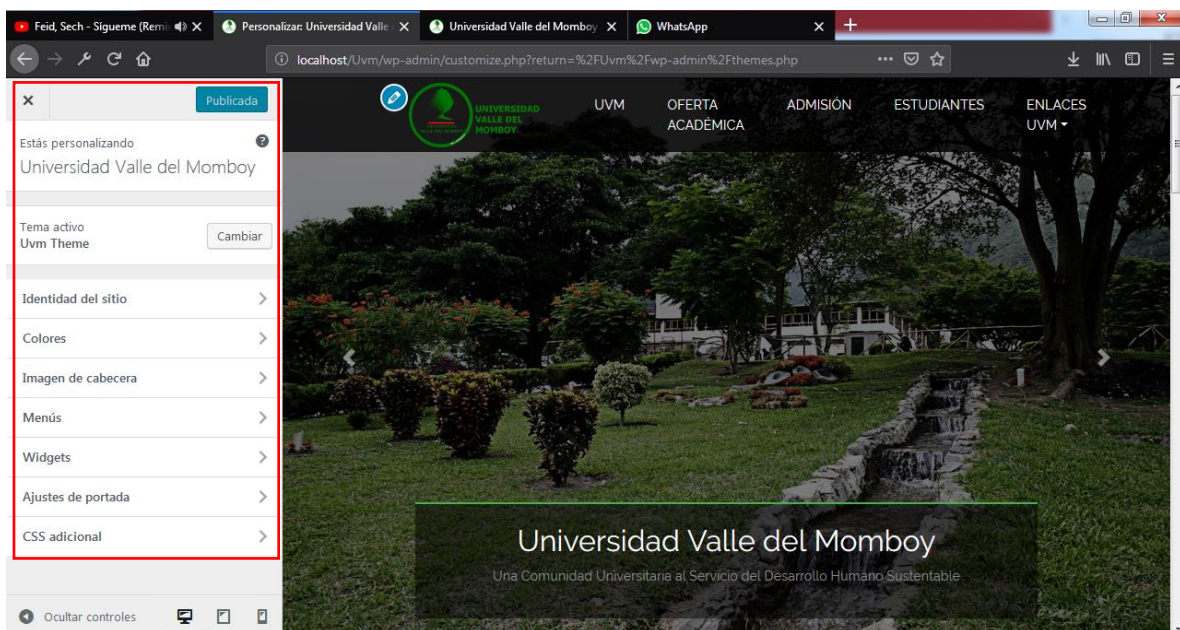 Feid, Sech - Sígueme (Remi
Personalizar: Universidad Valle
Universidad Valle del Momboy
WhatsApp
localhost/Uvm/wp-admin/customize.php?return=%2FUvm%2Fwp-admin%2Fthemes.php
Publicada
Estás personalizando
Universidad Valle del Momboy
Tema activo
Uvm Theme
Cambiar
Identidad del sitio
Colores
Imagen de cabecera
Menús
Widgets
Ajustes de portada
CSS adicional
Ocultar controles
UNIVERSIDAD
VALLE DEL
MOMBOY
UVM
OFERTA
ACADÉMICA
ADMISIÓN
ESTUDIANTES
ENLACES
UVM
Universidad Valle del Momboy
Una Comunidad Universitaria al Servicio del Desarrollo Humano Sustentable